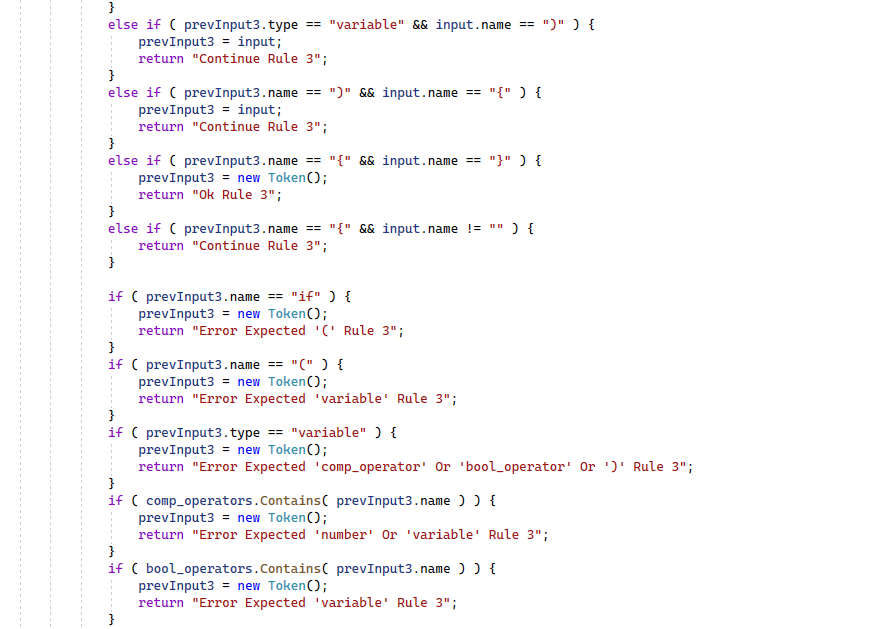 }
else if ( prevInput3.type == "variable" && input.name == ")" ) {
prevInput3 = input;
return "Continue Rule 3";
}
else if ( prevInput3.name == ")" && input.name == "{" ) {
prevInput3 = input;
return "Continue Rule 3";
}
else if ( prevInput3.name == "{" && input.name == "}" ) {
prevInput3 = new Token();
return "Ok Rule 3";
}
else if ( prevInput3.name == "{" && input.name != "" ) {
return "Continue Rule 3";
}
if ( prevInput3.name == "if" ) {
prevInput3 = new Token();
return "Error Expected '(' Rule 3";
}
if ( prevInput3.name == "(" ) {
prevInput3 = new Token();
return "Error Expected 'variable' Rule 3";
}
if ( prevInput3.type == "variable" ) {
prevInput3 = new Token();
return "Error Expected 'comp_operator' Or 'bool_operator' Or ')' Rule 3";
}
if ( comp_operators.Contains( prevInput3.name ) ) {
prevInput3 = new Token();
return "Error Expected 'number' Or 'variable' Rule 3";
}
if ( bool_operators.Contains( prevInput3.name ) ) {
prevInput3 = new Token();
return "Error Expected 'variable' Rule 3";
}